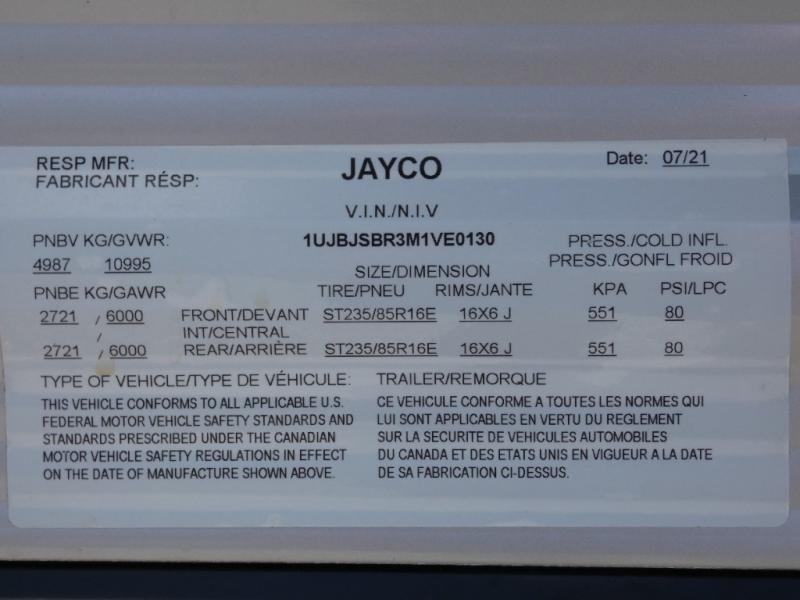 RESP MFR: JAYCO Date: 07/21
FABRICANT RÉSP:
V.I.N./N.I.V
PNBV KG/GVWR: 1UJBJSBR3M1VE0130 PRESS./COLD INFL.
4987 10995 SIZE/DIMENSION PRESS./GONFL FROID
PNBE KG/GAWR TIRE/PNEU RIMS/JANTE KPA PSI/LPC
2721 / 6000 FRONT/DEVANT ST235/85R16E 16X6 J 551 80
/ INT/CENTRAL
2721 / 6000 REAR/ARRIÈRE ST235/85R16E 16X6 J 551 80
TYPE OF VEHICLE/TYPE DE VÉHICULE: TRAILER/REMORQUE
THIS VEHICLE CONFORMS TO ALL APPLICABLE U.S.
FEDERAL MOTOR VEHICLE SAFETY STANDARDS AND
STANDARDS PRESCRIBED UNDER THE CANADIAN
MOTOR VEHICLE SAFETY REGULATIONS IN EFFECT
ON THE DATE OF MANUFACTURE SHOWN ABOVE.
CE VEHICULE CONFORME A TOUTES LES NORMES QUI
LUI SONT APPLICABLES EN VERTU DU REGLEMENT
SUR LA SECURITE DE VEHICULES AUTOMOBILES
DU CANADA ET DES ETATS UNIS EN VIGUEUR A LA DATE
DE SA FABRICATION CI-DESSUS.